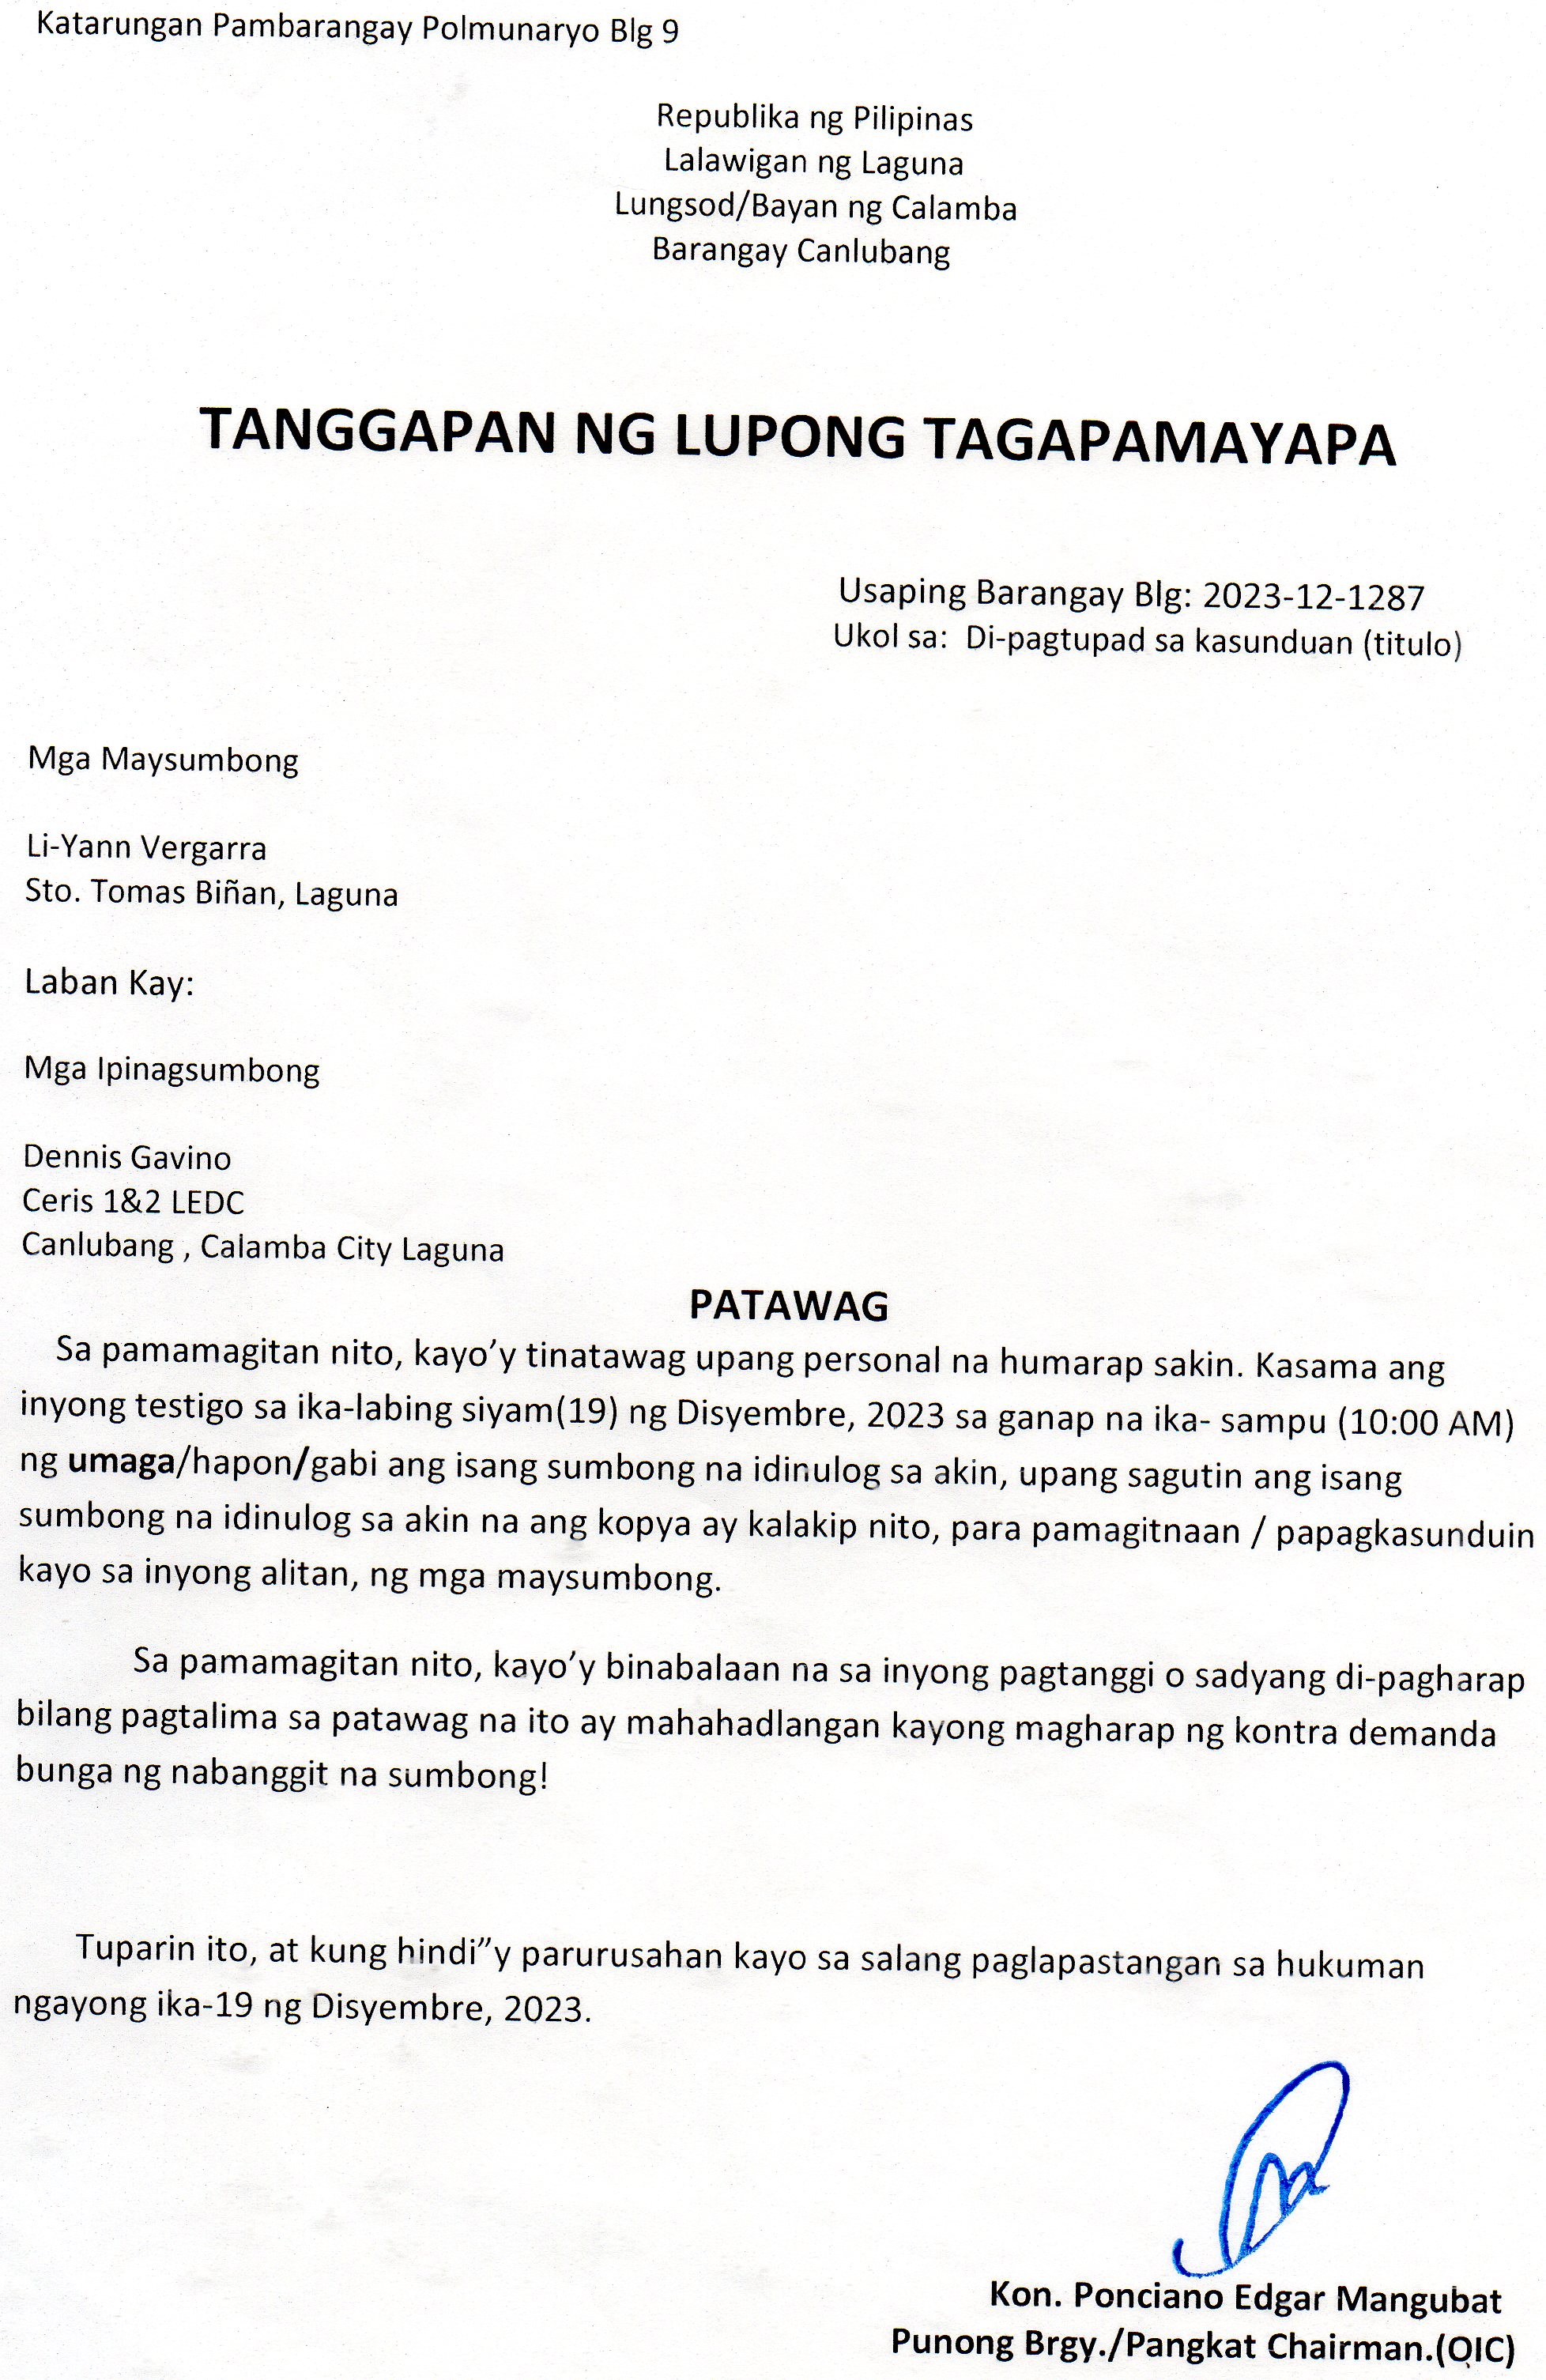 Katarungan Pambarangay Polmunaryo Blg 9
Republika ng Pilipinas
Lalawigan ng Laguna
Lungsod/Bayan ng Calamba
Barangay Canlubang
TANGGAPAN NG LUPONG TAGAPAMAYAPA
Usaping Barangay Blg: 2023-12-1287
Ukol sa:  Di-pagtupad sa kasunduan (titulo)
Mga Maysumbong
Li-Yann Vergarra
Sto. Tomas Biñan, Laguna
Laban Kay:
Mga Ipinagsumbong
Dennis Gavino
Ceris 1&2 LEDC
Canlubang , Calamba City Laguna
PATAWAG
Sa pamamagitan nito, kayo’y tinatawag upang personal na humarap sakin. Kasama ang
inyong testigo sa ika-labing siyam(19) ng Disyembre, 2023 sa ganap na ika- sampu (10:00 AM)
ng umaga/hapon/gabi ang isang sumbong na idinulog sa akin, upang sagutin ang isang
sumbong na idinulog sa akin na ang kopya ay kalakip nito, para pamagitnaan / papagkasunduin
kayo sa inyong alitan, ng mga maysumbong.
Sa pamamagitan nito, kayo’y binabalaan na sa inyong pagtanggi o sadyang di-pagharap
bilang pagtalima sa patawag na ito ay mahahadlangan kayong magharap ng kontra demanda
bunga ng nabanggit na sumbong!
Tuparin ito, at kung hindi”y parurusahan kayo sa salang paglapastangan sa hukuman
ngayong ika-19 ng Disyembre, 2023.
Kon. Ponciano Edgar Mangubat
Punong Brgy./Pangkat Chairman.(OIC)